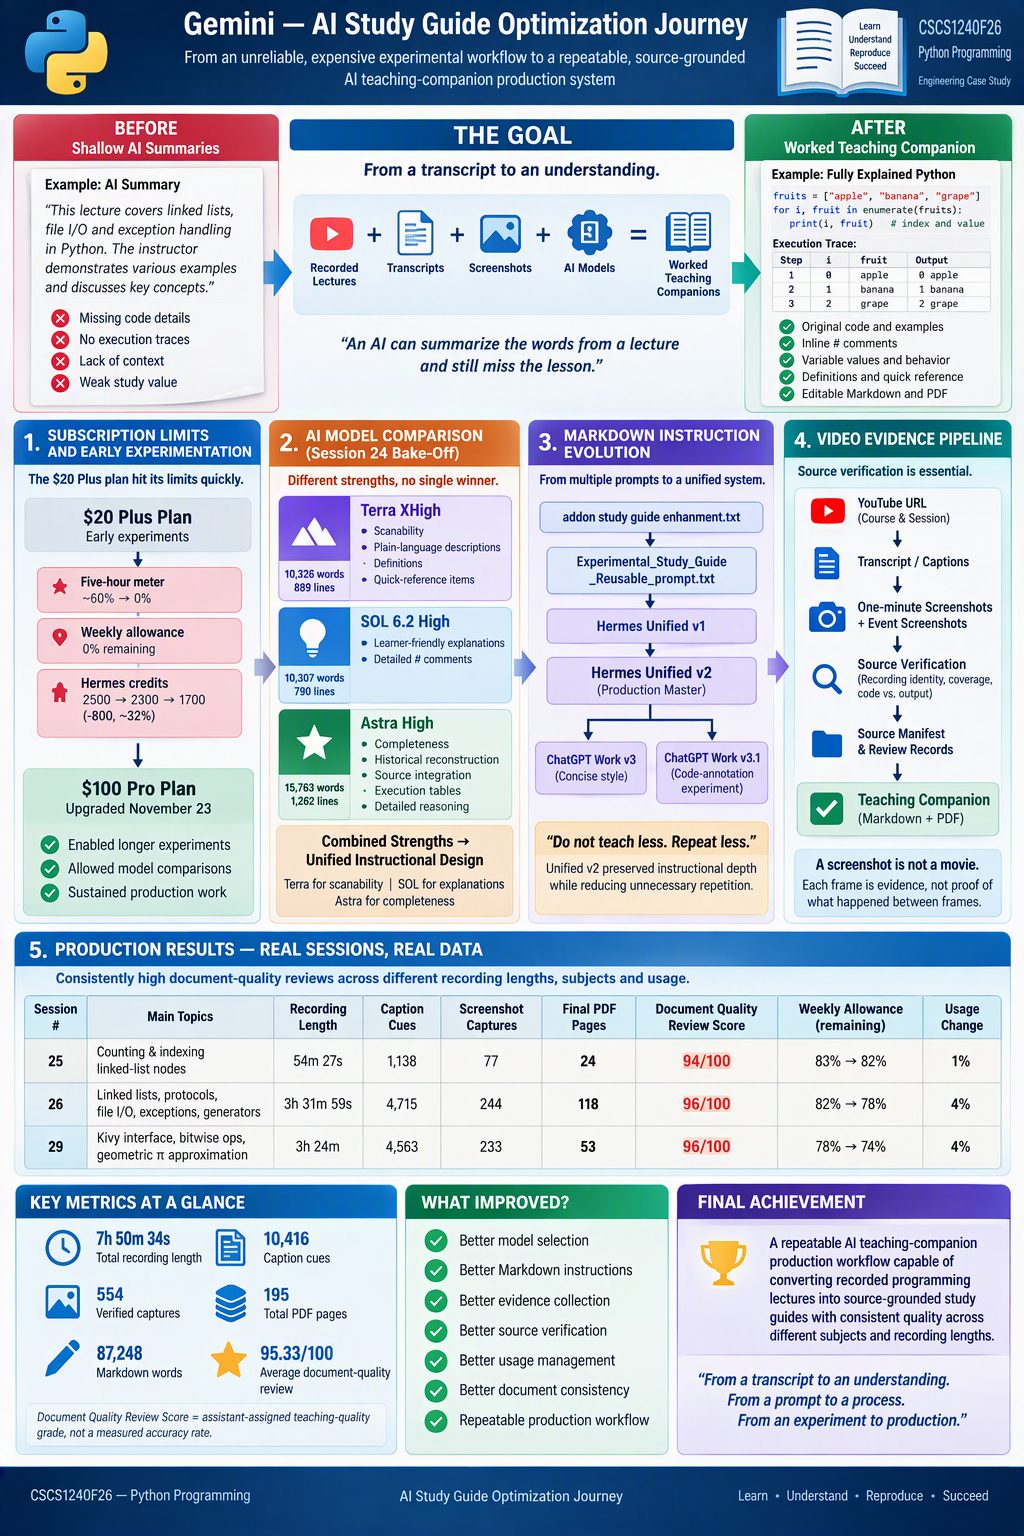 Gemini — AI Study Guide Optimization Journey
From an unreliable, expensive experimental workflow to a repeatable, source-grounded
AI teaching-companion production system
Learn
Understand
Reproduce
Succeed
CSCS1240F26
Python Programming
Engineering Case Study
BEFORE
Shallow AI Summaries
Example: AI Summary
“This lecture covers linked lists,
file I/O and exception handling
in Python. The instructor
demonstrates various examples
and discusses key concepts.”
Missing code details
No execution traces
Lack of context
Weak study value
THE GOAL
From a transcript to an understanding.
Recorded
Lectures
+
Transcripts
+
Screenshots
+
AI Models
=
Worked
Teaching
Companions
“An AI can summarize the words from a lecture
and still miss the lesson.”
AFTER
Worked Teaching Companion
Example: Fully Explained Python
fruits = ["apple", "banana", "grape"]
for i, fruit in enumerate(fruits):
print(i, fruit) # index and value
Execution Trace:
Step i fruit Output
1 0 apple 0 apple
2 1 banana 1 banana
3 2 grape 2 grape
Original code and examples
Inline # comments
Variable values and behavior
Definitions and quick reference
Editable Markdown and PDF
1. SUBSCRIPTION LIMITS
AND EARLY EXPERIMENTATION
The $20 Plus plan hit its limits quickly.
$20 Plus Plan
Early experiments
Five-hour meter
~60% → 0%
Weekly allowance
0% remaining
Hermes credits
2500 → 2300 → 1700
(-800, ~32%)
$100 Pro Plan
Upgraded November 23
Enabled longer experiments
Allowed model comparisons
Sustained production work
2. AI MODEL COMPARISON
(Session 24 Bake-Off)
Different strengths, no single winner.
Terra XHigh
• Scanability
• Plain-language descriptions
· Definitions
• Quick-reference items
10,326 words
889 lines
SOL 6.2 High
• Learner-friendly explanations
• Detailed # comments
10,307 words
790 lines
Astra High
• Completeness
• Historical reconstruction
• Source integration
· Execution tables
• Detailed reasoning
15,763 words
1,262 lines
Combined Strengths →
Unified Instructional Design
Terra for scanability | SOL for explanations
Astra for completeness
3. MARKDOWN INSTRUCTION
EVOLUTION
From multiple prompts to a unified system.
addon study guide enhanment.txt
Experimental_Study_Guide
_Reusable_prompt.txt
Hermes Unified v1
Hermes Unified v2
(Production Master)
ChatGPT Work v3
(Concise style)
ChatGPT Work v3.1
(Code-annotation
experiment)
“Do not teach less. Repeat less.”
Unified v2 preserved instructional depth
while reducing unnecessary repetition.
4. VIDEO EVIDENCE PIPELINE
Source verification is essential.
YouTube URL
(Course & Session)
Transcript / Captions
One-minute Screenshots
+ Event Screenshots
Source Verification
(Recording identity, coverage,
code vs. output)
Source Manifest
& Review Records
Teaching Companion
(Markdown + PDF)
A screenshot is not a movie.
Each frame is evidence, not proof of
what happened between frames.
5. PRODUCTION RESULTS — REAL SESSIONS, REAL DATA
Consistently high document-quality reviews across different recording lengths, subjects and usage.
Session # Main Topics Recording Length Caption Cues Screenshot Captures Final PDF Pages Document Quality Review Score Weekly Allowance (remaining) Usage Change
25 Counting & indexing linked-list nodes 54m 27s 1,138 77 24 94/100 83% → 82% 1%
26 Linked lists, protocols, file I/O, exceptions, generators 3h 31m 59s 4,715 244 118 96/100 82% → 78% 4%
29 Kivy interface, bitwise ops, geometric π approximation 3h 24m 4,563 233 53 96/100 78% → 74% 4%
KEY METRICS AT A GLANCE
7h 50m 34s
Total recording length
10,416
Caption cues
554
Verified captures
195
Total PDF pages
87,248
Markdown words
95.33/100
Average document-quality
review
Document Quality Review Score = assistant-assigned teaching-quality
grade, not a measured accuracy rate.
WHAT IMPROVED?
Better model selection
Better Markdown instructions
Better evidence collection
Better source verification
Better usage management
Better document consistency
Repeatable production workflow
FINAL ACHIEVEMENT
A repeatable AI teaching-companion
production workflow capable of
converting recorded programming
lectures into source-grounded study
guides with consistent quality across
different subjects and recording lengths.
“From a transcript to an understanding.
From a prompt to a process.
From an experiment to production.”
CSCS1240F26 — Python Programming
AI Study Guide Optimization Journey
Learn • Understand • Reproduce • Succeed